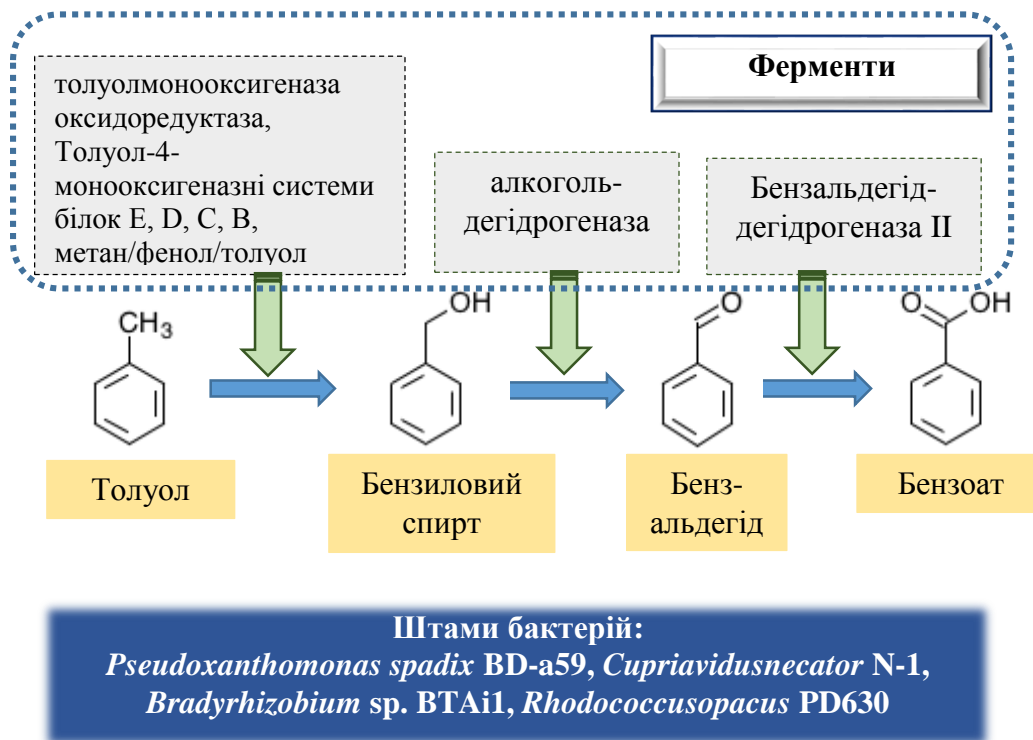 Ферменти
толуолмонооксигеназа
оксидоредуктаза,
Толуол-4-
монооксигеназні системи
білок E, D, C, B,
метан/фенол/толуол
алкоголь-
дегідрогеназа
Бензальдегід-
дегідрогеназа II
CH3
OH
O
O
OH
Толуол
Бензиловий
спирт
Бенз-
альдегід
Бензоат
Штами бактерій:
Pseudoxanthomonas spadix BD-a59, Cupriavidusnecator N-1,
Bradyrhizobium sp. BTAi1, Rhodococcusopacus PD630